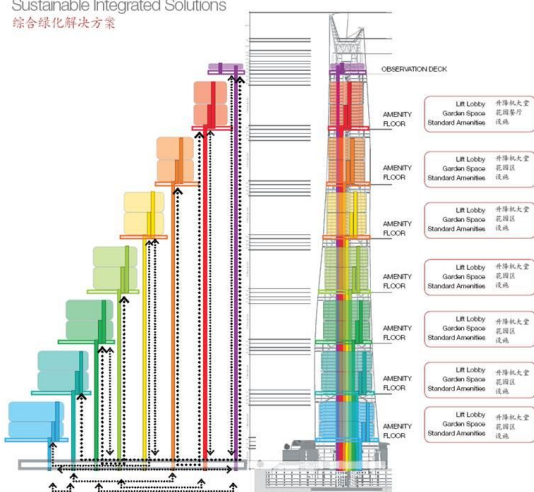 Sustainable Integrated Solutions
综合绿化解决方案
OBSERVATION DECK
AMENITY
FLOOR
Lift Lobby 升降机大堂
Garden Space 花园餐厅
Standard Amenities 设施
AMENITY
FLOOR
Lift Lobby 升降机大堂
Garden Space 花园区
Standard Amenities 设施
AMENITY
FLOOR
Lift Lobby 升降机大堂
Garden Space 花园区
Standard Amenities 设施
AMENITY
FLOOR
Lift Lobby 升降机大堂
Garden Space 花园区
Standard Amenities 设施
AMENITY
FLOOR
Lift Lobby 升降机大堂
Garden Space 花园区
Standard Amenities 设施
AMENITY
FLOOR
Lift Lobby 升降机大堂
Garden Space 花园区
Standard Amenities 设施
AMENITY
FLOOR
Lift Lobby 升降机大堂
Garden Space 花园区
Standard Amenities 设施